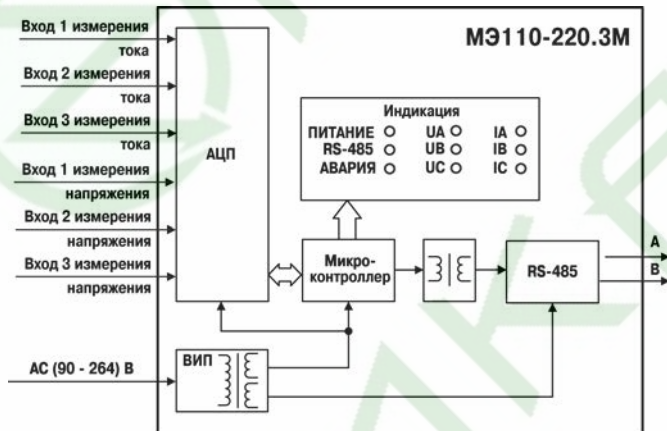 МЭ110-220.3М
Вход 1 измерения
тока
Вход 2 измерения
тока
Вход 3 измерения
тока
Вход 1 измерения
напряжения
Вход 2 измерения
напряжения
Вход 3 измерения
напряжения
АЦП
Индикация
ПИТАНИЕ UA IA
RS-485 UB IB
АВАРИЯ UC IC
Микро-
контроллер
RS-485
A
B
AC (90 - 264) В
ВИП